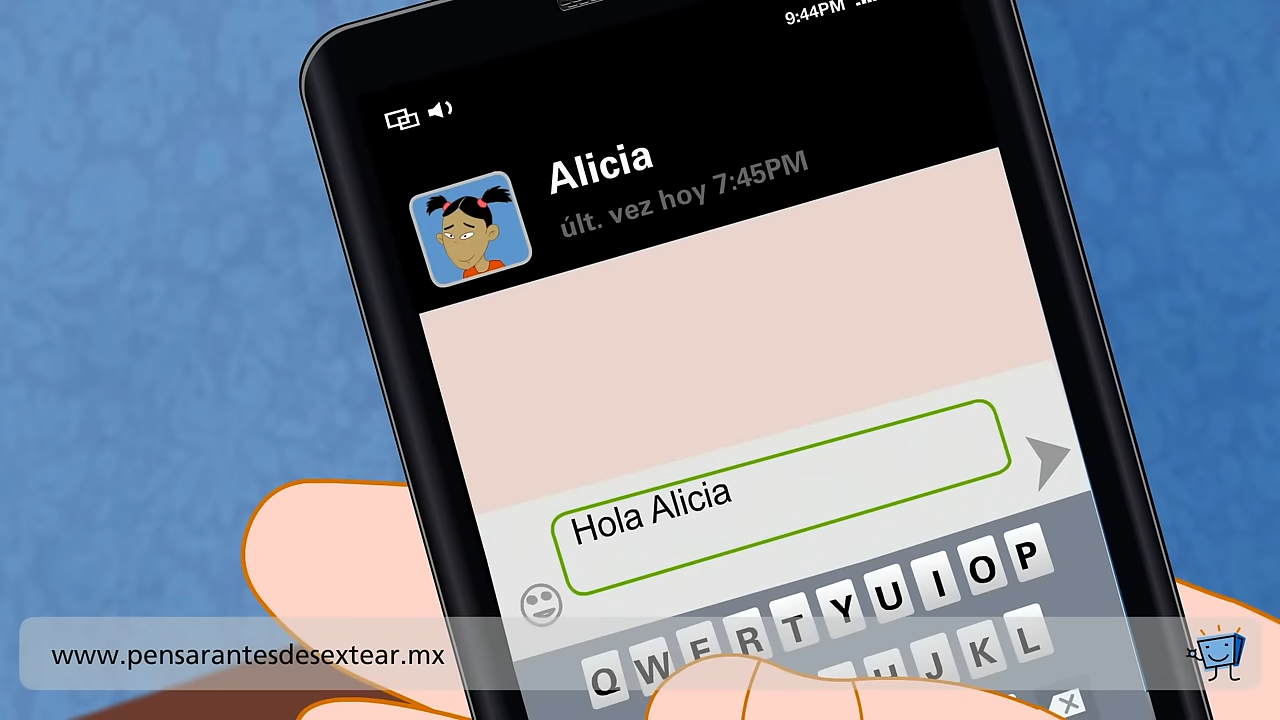 9:44PM
Alicia
últ. vez hoy 7:45PM
Hola Alicia
Q W E R T Y U I O P
J K L
www.pensarantesdesextear.mx